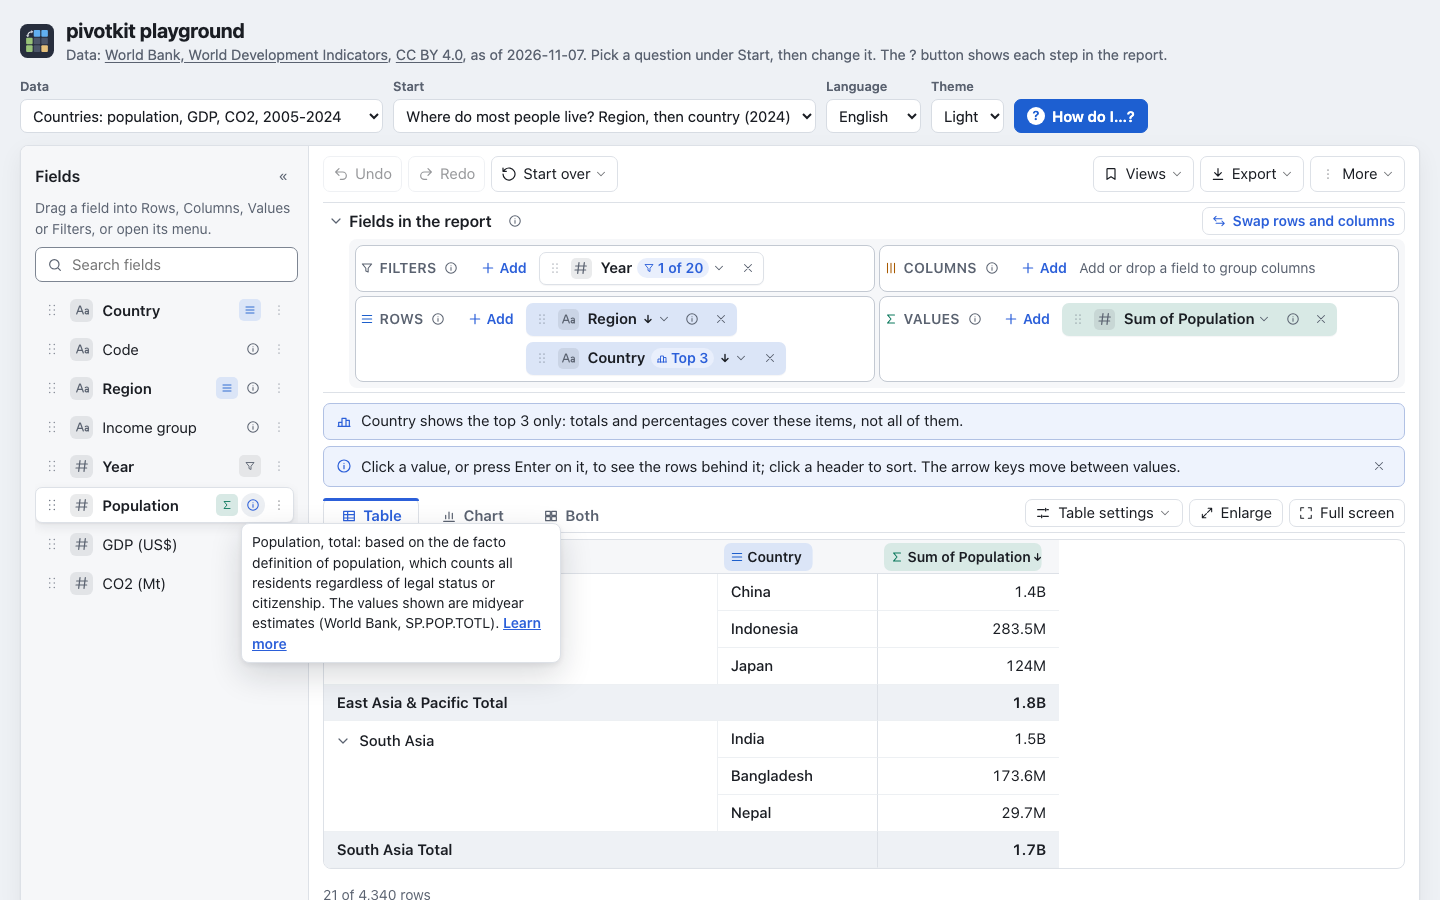 pivotkit playground
Data: World Bank, World Development Indicators, CC BY 4.0, as of 2026-11-07. Pick a question under Start, then change it. The ? button shows each step in the report.
Data
Start
Language
Theme
Countries: population, GDP, CO2, 2005-2024
Where do most people live? Region, then country (2024)
English
Light
? How do I...?
Fields
«
Drag a field into Rows, Columns, Values
or Filters, or open its menu.
Search fields
Aa Country
Aa Code
Aa Region
Aa Income group
# Year
# Population Σ
# GDP (US$)
# CO2 (Mt)
Undo
Redo
Start over
Views
Export
More
Fields in the report
Swap rows and columns
FILTERS
+ Add
# Year 1 of 20
COLUMNS
+ Add
Add or drop a field to group columns
ROWS
+ Add
Aa Region ↓
Aa Country Top 3 ↓
Σ VALUES
+ Add
# Sum of Population
Country shows the top 3 only: totals and percentages cover these items, not all of them.
Click a value, or press Enter on it, to see the rows behind it; click a header to sort. The arrow keys move between values.
Table
Chart
Both
Table settings
Enlarge
Full screen
Population, total: based on the de facto
definition of population, which counts all
residents regardless of legal status or
citizenship. The values shown are midyear
estimates (World Bank, SP.POP.TOTL). Learn
more
Country
Σ Sum of Population ↓
China 1.4B
Indonesia 283.5M
Japan 124M
East Asia & Pacific Total 1.8B
South Asia
India 1.5B
Bangladesh 173.6M
Nepal 29.7M
South Asia Total 1.7B
21 of 4,340 rows